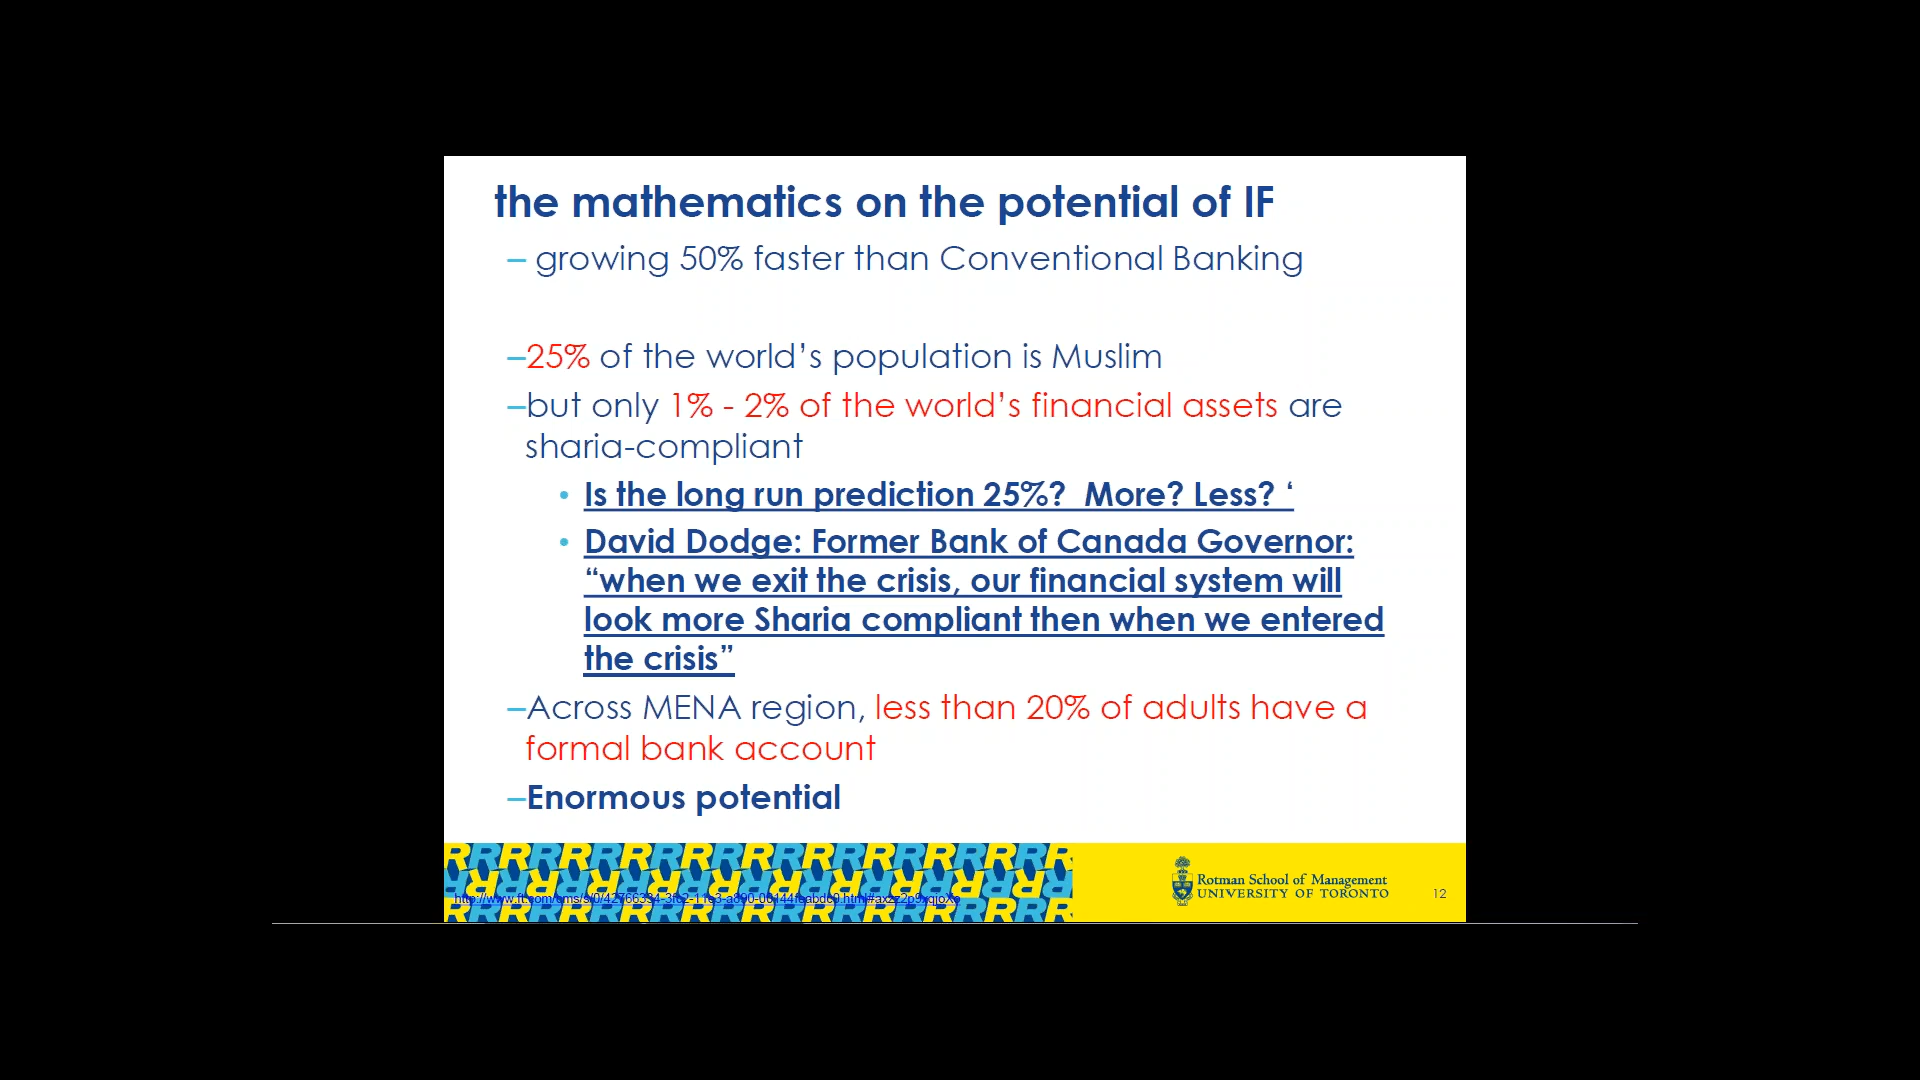 the mathematics on the potential of IF
– growing 50% faster than Conventional Banking
–25% of the world's population is Muslim
–but only 1% - 2% of the world's financial assets are
sharia-compliant
• Is the long run prediction 25%?  More? Less? ‘
• David Dodge: Former Bank of Canada Governor:
“when we exit the crisis, our financial system will
look more Sharia compliant then when we entered
the crisis”
–Across MENA region, less than 20% of adults have a
formal bank account
–Enormous potential
Rotman School of Management
UNIVERSITY OF TORONTO
12